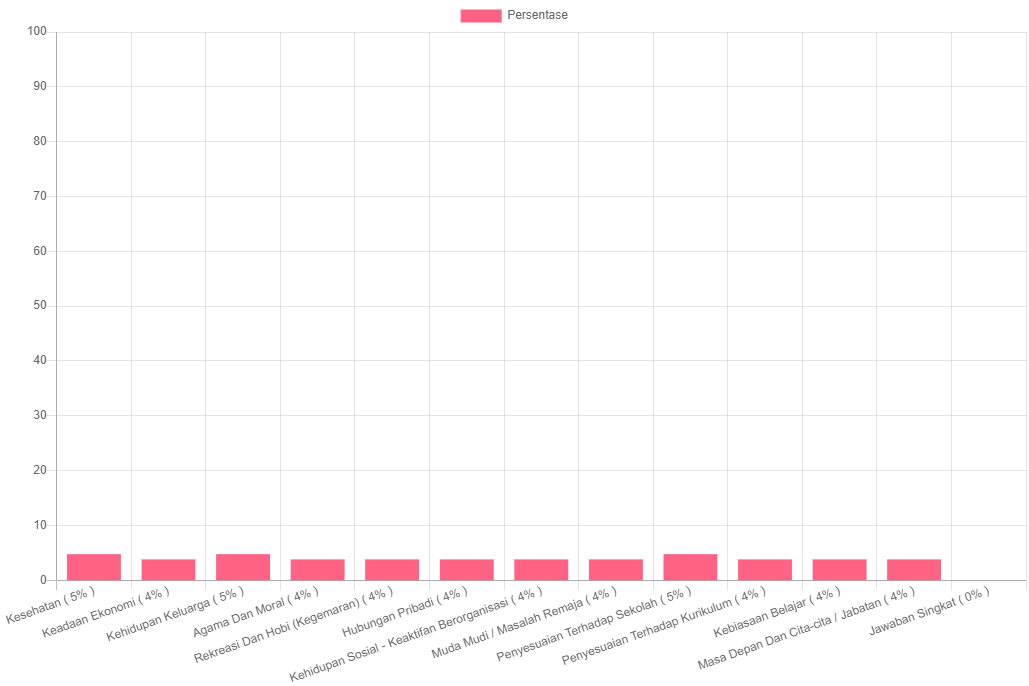 Persentase
100
90
80
70
60
50
40
30
20
10
0
Kesehatan ( 5% )
Keadaan Ekonomi ( 4% )
Kehidupan Keluarga ( 5% )
Agama Dan Moral ( 4% )
Rekreasi Dan Hobi (Kegemaran) ( 4% )
Hubungan Pribadi ( 4% )
Kehidupan Sosial - Keaktifan Berorganisasi ( 4% )
Muda Mudi / Masalah Remaja ( 4% )
Penyesuaian Terhadap Sekolah ( 5% )
Penyesuaian Terhadap Kurikulum ( 4% )
Kebiasaan Belajar ( 4% )
Masa Depan Dan Cita-cita / Jabatan ( 4% )
Jawaban Singkat ( 0% )